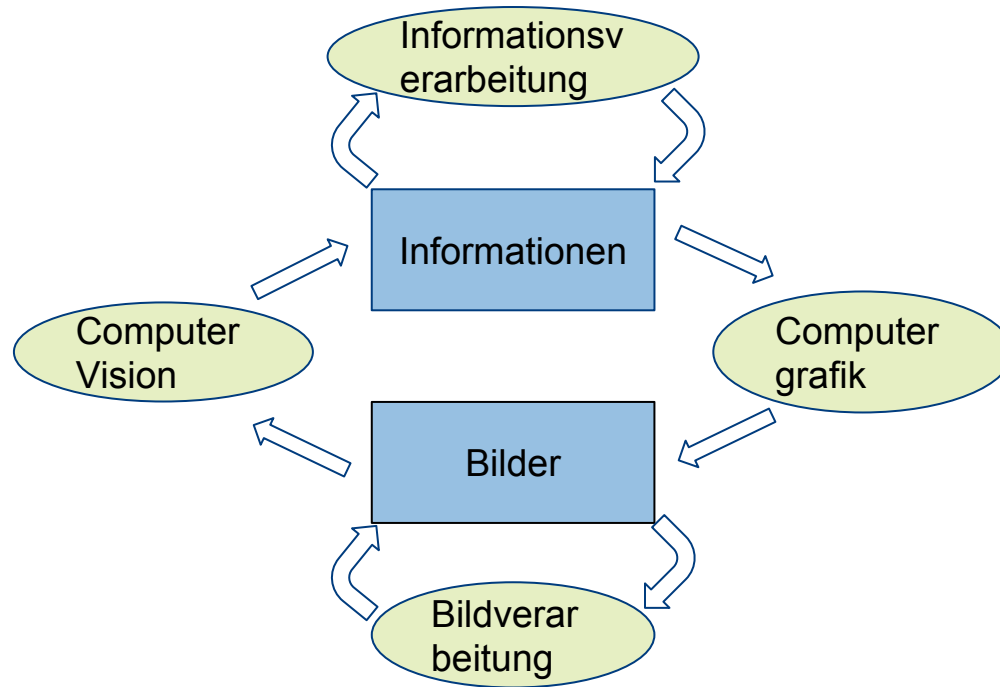 Informationsv
erarbeitung
Informationen
Computer
Vision
Computer
grafik
Bilder
Bildverar
beitung